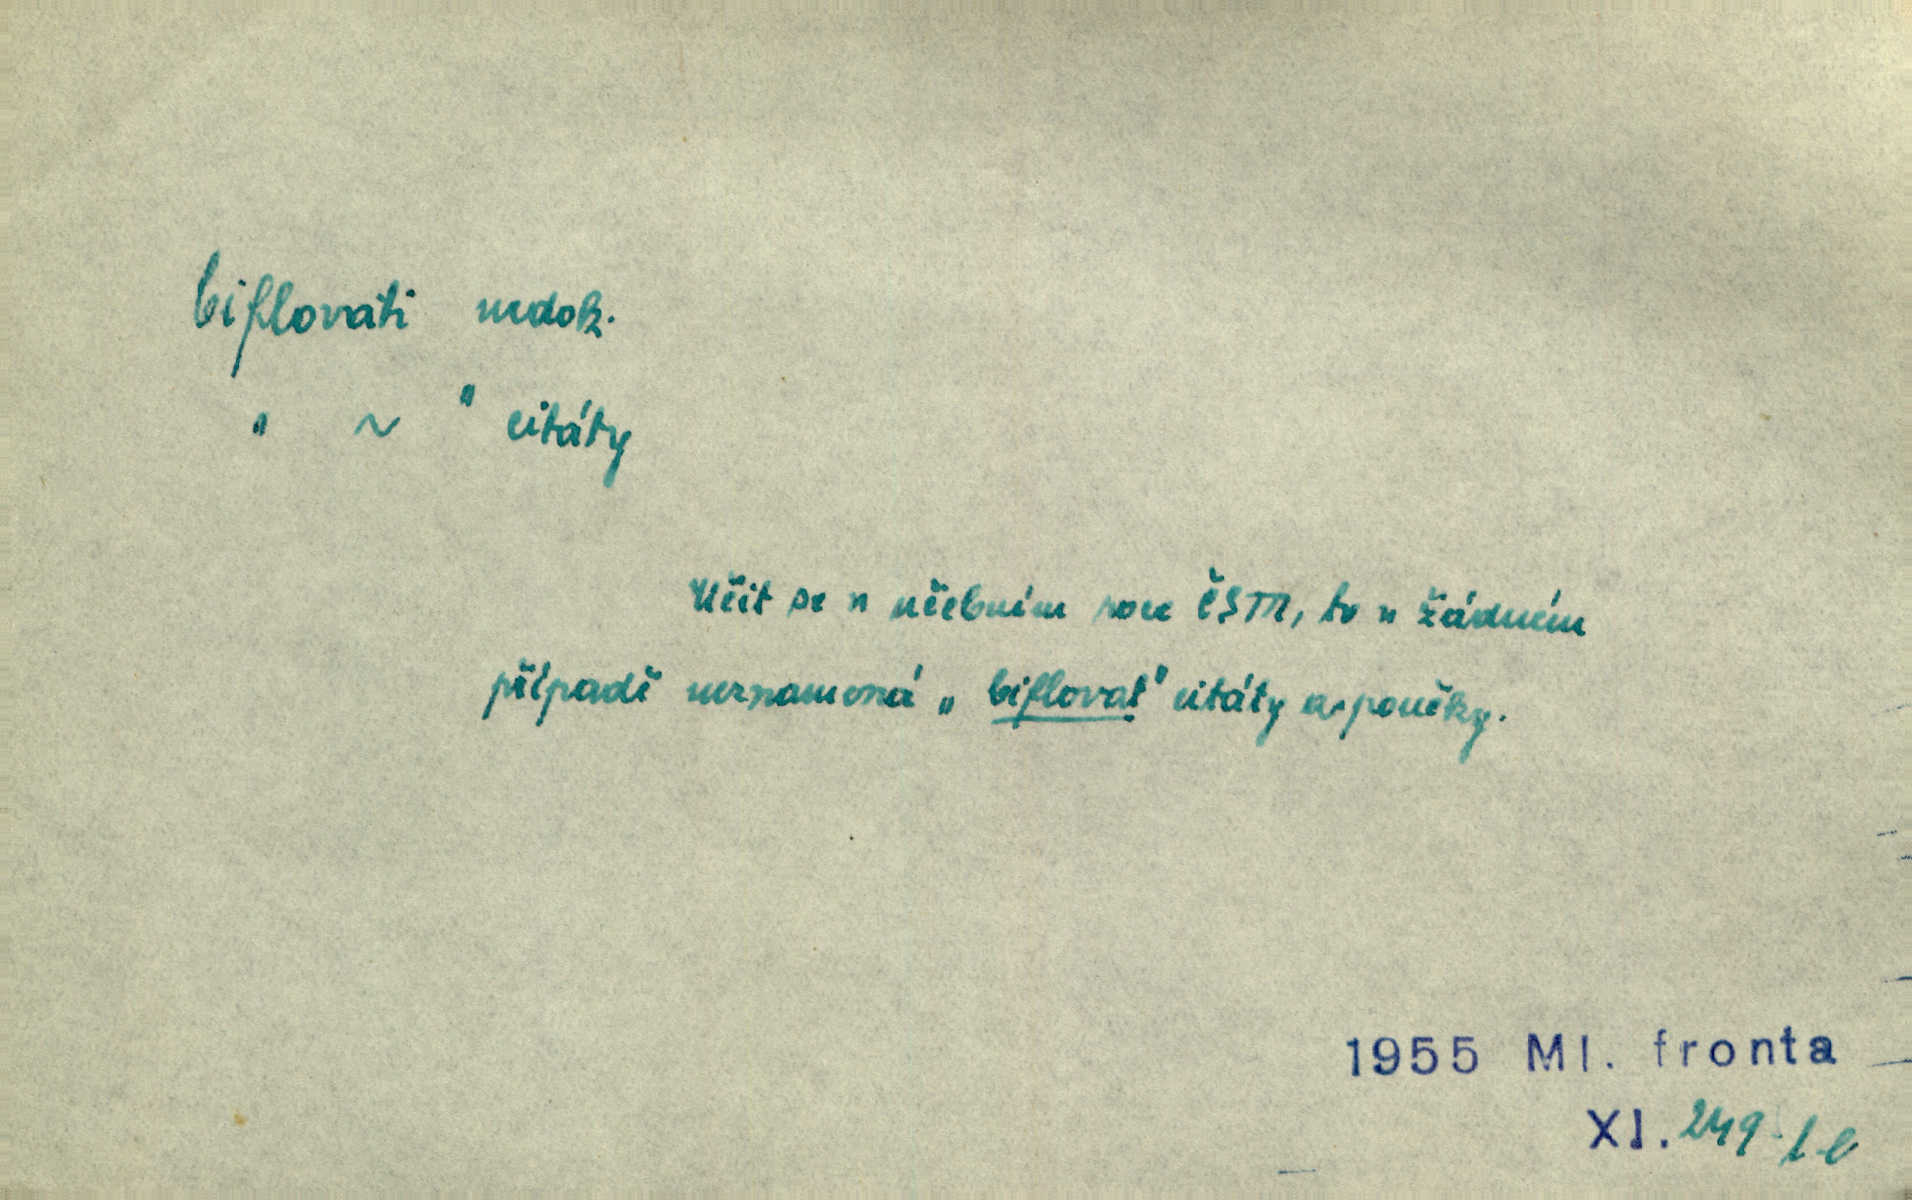 biflovati nedok.
„ ~ " citáty
Učit se v učebním roce ČSM, to v žádném
případě neznamená „biflovat" citáty a poučky.
1955 Ml. fronta
XI. 249